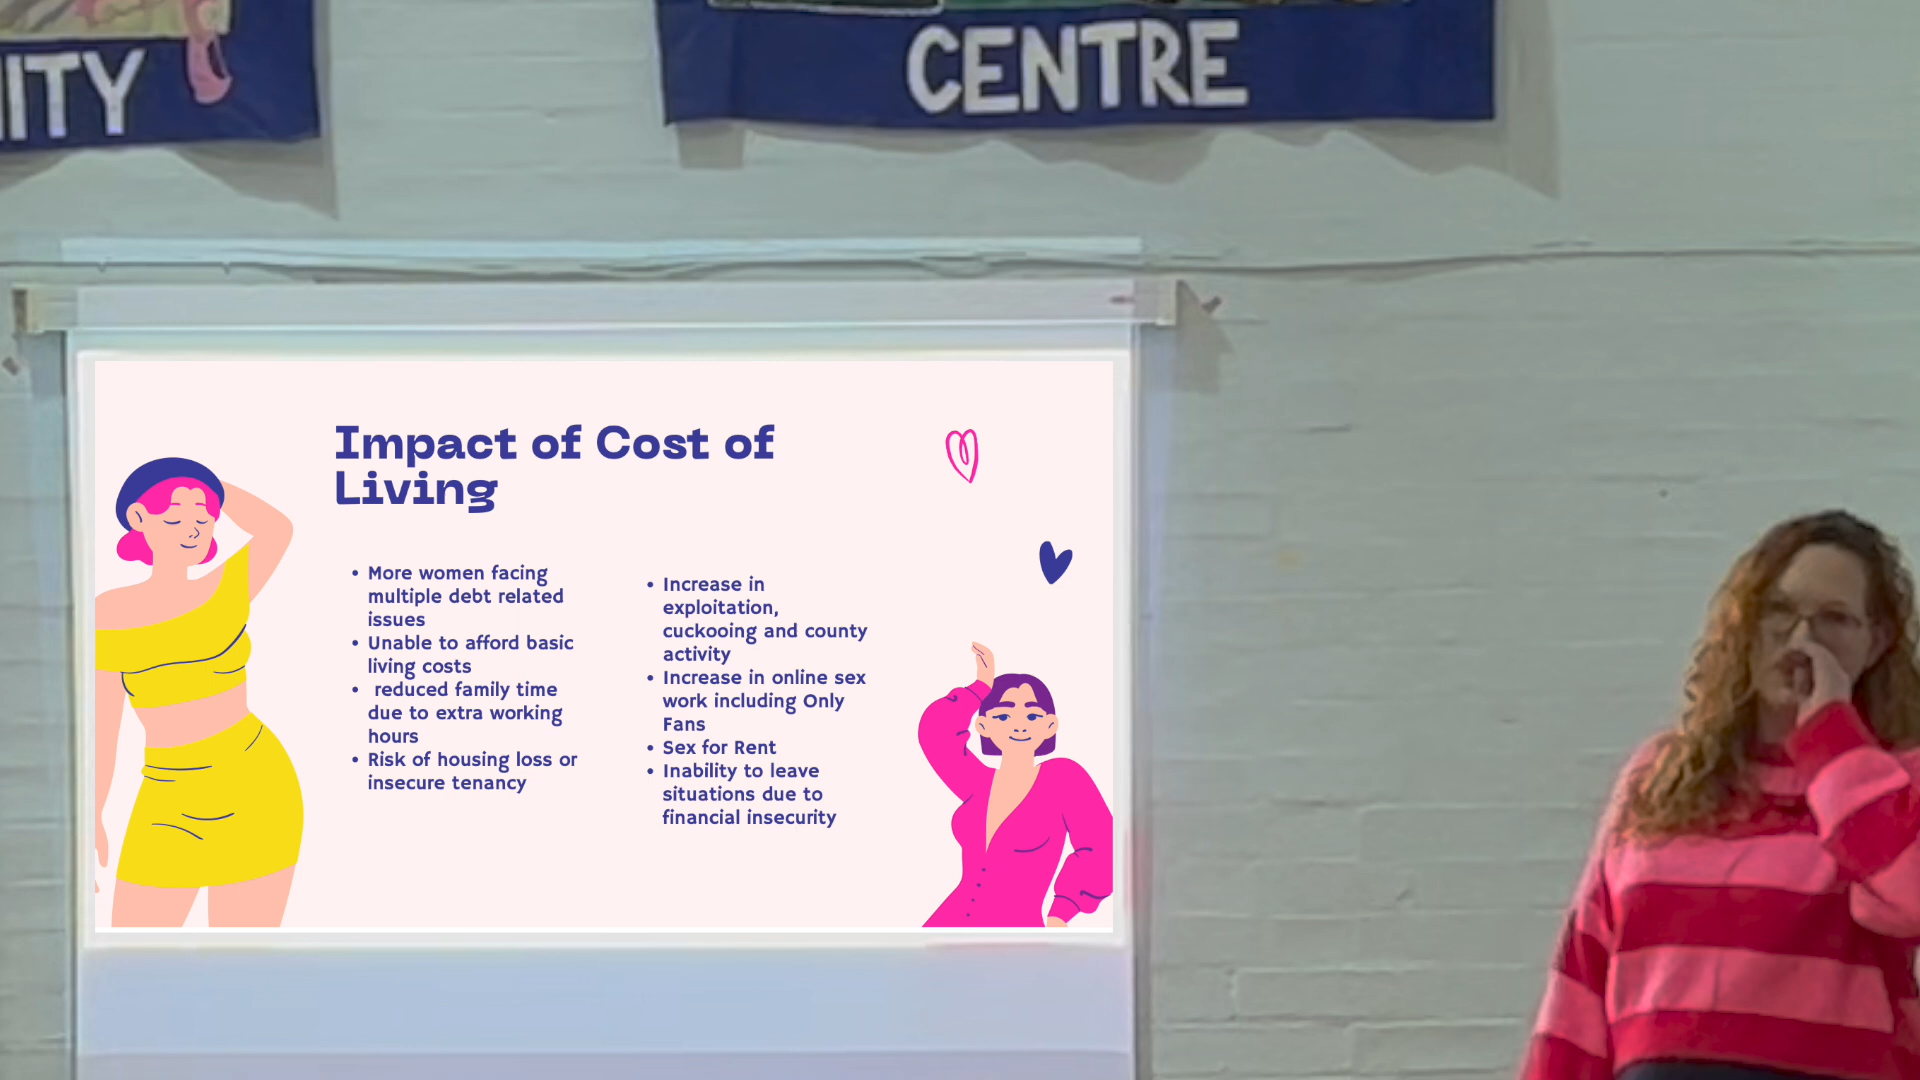 ITY
CENTRE
Impact of Cost of
Living
• More women facing
multiple debt related
issues
• Unable to afford basic
living costs
• reduced family time
due to extra working
hours
• Risk of housing loss or
insecure tenancy
• Increase in
exploitation,
cuckooing and county
activity
• Increase in online sex
work including Only
Fans
• Sex for Rent
• Inability to leave
situations due to
financial insecurity